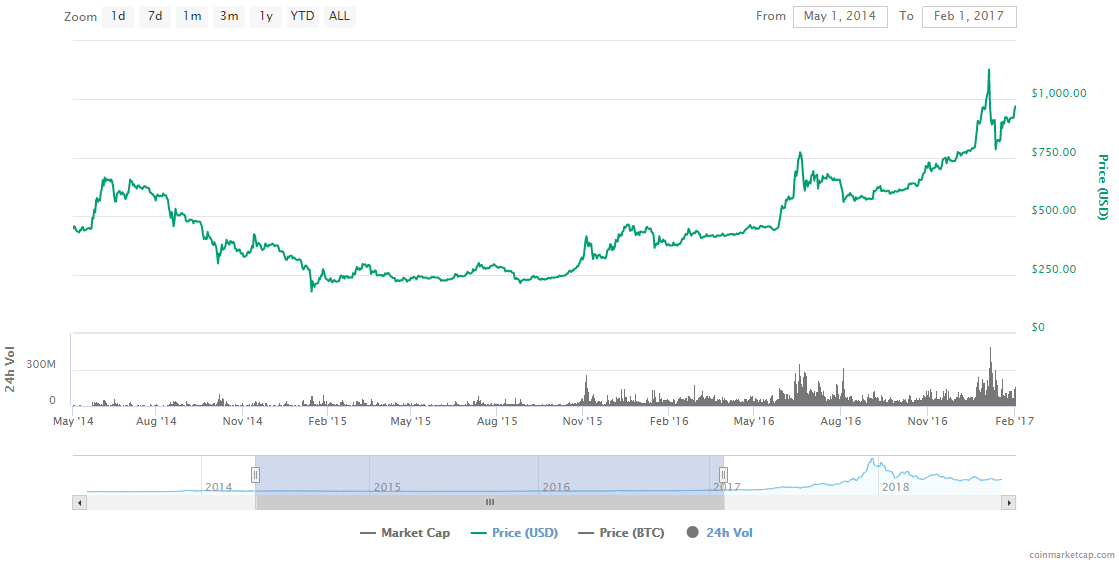 Zoom 1d 7d 1m 3m 1y YTD ALL From May 1, 2014 To Feb 1, 2017
$1,000.00
$750.00
$500.00
$250.00
$0
Price (USD)
24h Vol
300M
0
May '14 Aug '14 Nov '14 Feb '15 May '15 Aug '15 Nov '15 Feb '16 May '16 Aug '16 Nov '16 Feb '17
2014 2015 2016 2017 2018
Market Cap Price (USD) Price (BTC) 24h Vol
coinmarketcap.com